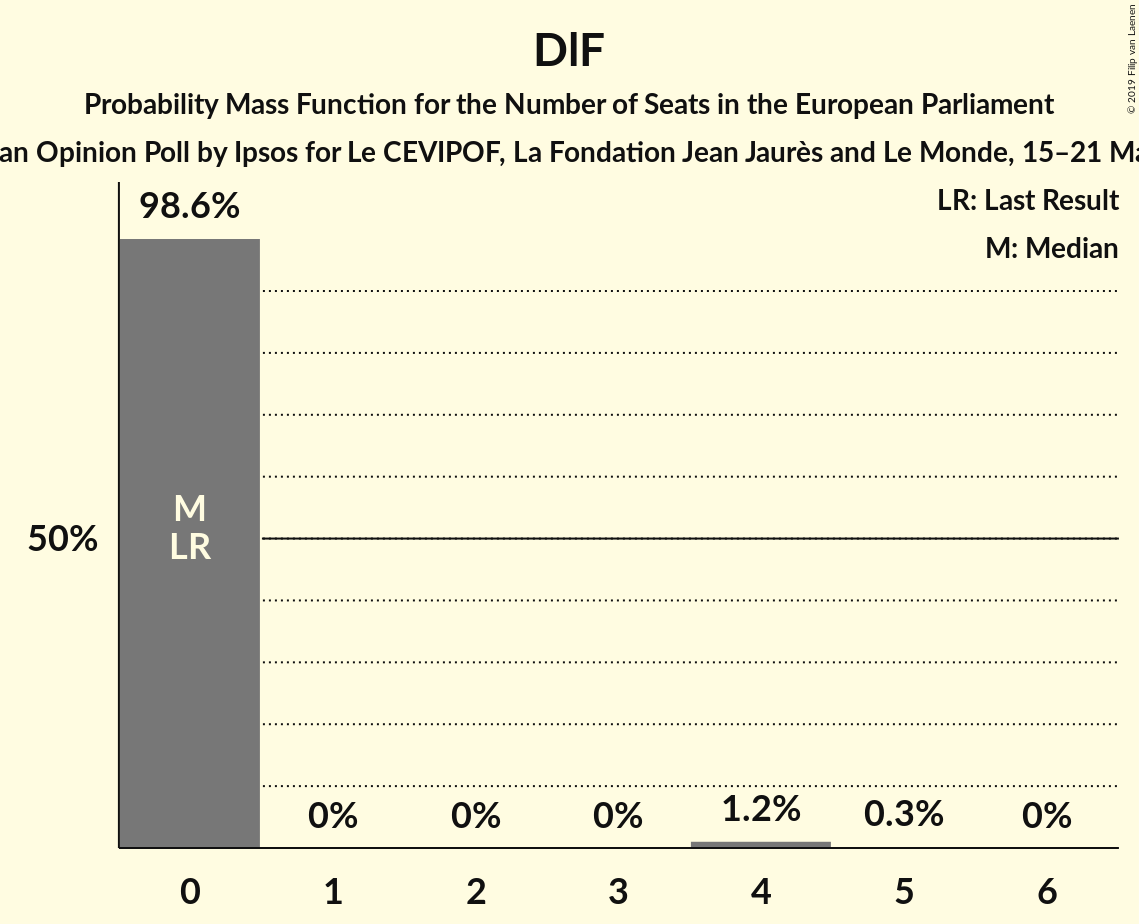 DlF
Probability Mass Function for the Number of Seats in the European Parliament
an Opinion Poll by Ipsos for Le CEVIPOF, La Fondation Jean Jaurès and Le Monde, 15–21 Ma
© 2019 Filip van Laenen
LR: Last Result
M: Median
98.6%
M
LR
50%
0%
0%
0%
1.2%
0.3%
0%
0
1
2
3
4
5
6